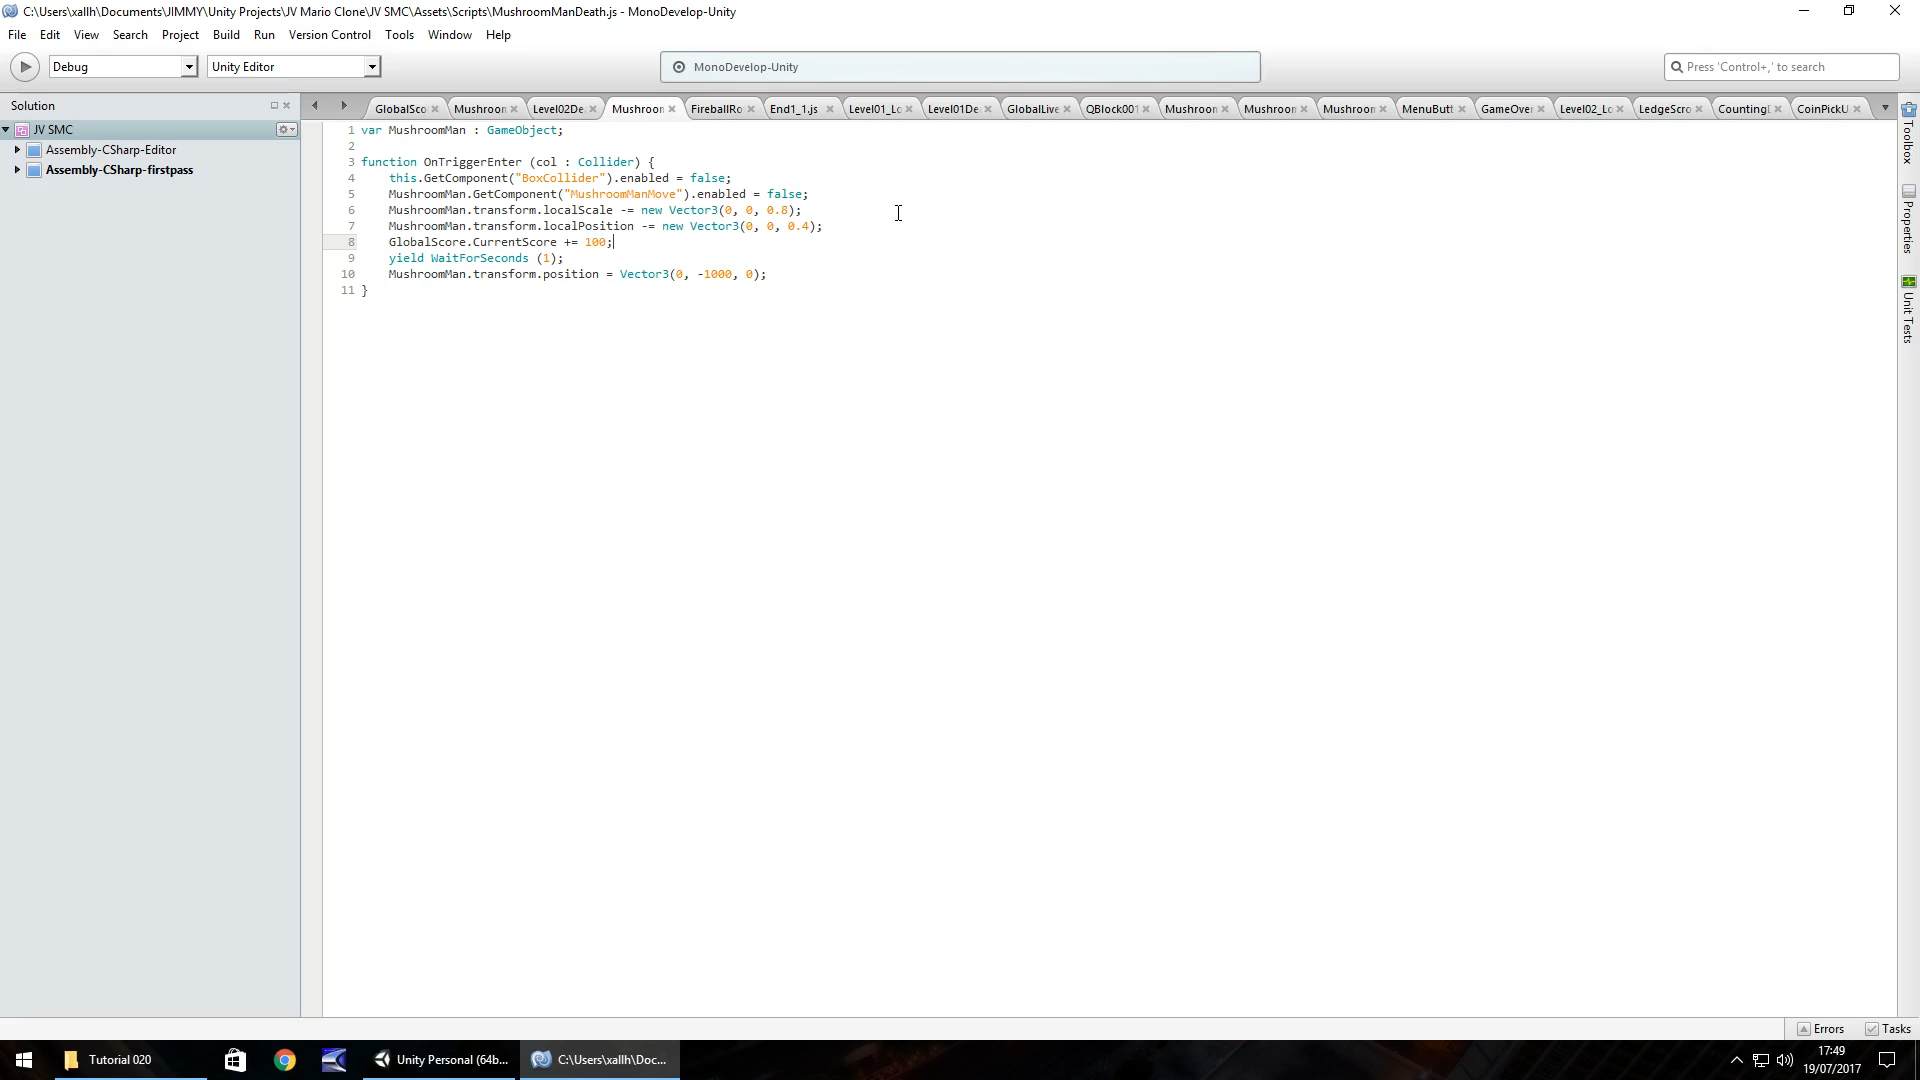 C:\Users\xallh\Documents\JIMMY\Unity Projects\JV Mario Clone\JV SMC\Assets\Scripts\MushroomManDeath.js - MonoDevelop-Unity
File Edit View Search Project Build Run Version Control Tools Window Help
Debug Unity Editor MonoDevelop-Unity Press 'Control+,' to search
Solution
GlobalSco Mushroon Level02De Mushroon FireballRo End1_1.js Level01_Lo Level01De GlobalLive QBlock001 Mushroon Mushroon Mushroon MenuButt GameOver Level02_Lo LedgeScro CountingD CoinPickU
JV SMC
Assembly-CSharp-Editor
Assembly-CSharp-firstpass
1 var MushroomMan : GameObject;
2
3 function OnTriggerEnter (col : Collider) {
4 this.GetComponent("BoxCollider").enabled = false;
5 MushroomMan.GetComponent("MushroomManMove").enabled = false;
6 MushroomMan.transform.localScale -= new Vector3(0, 0, 0.8);
7 MushroomMan.transform.localPosition -= new Vector3(0, 0, 0.4);
8 GlobalScore.CurrentScore += 100;
9 yield WaitForSeconds (1);
10 MushroomMan.transform.position = Vector3(0, -1000, 0);
11 }
Toolbox
Properties
Unit Tests
Errors Tasks
Tutorial 020
Unity Personal (64b...
C:\Users\xallh\Doc...
17:49
19/07/2017